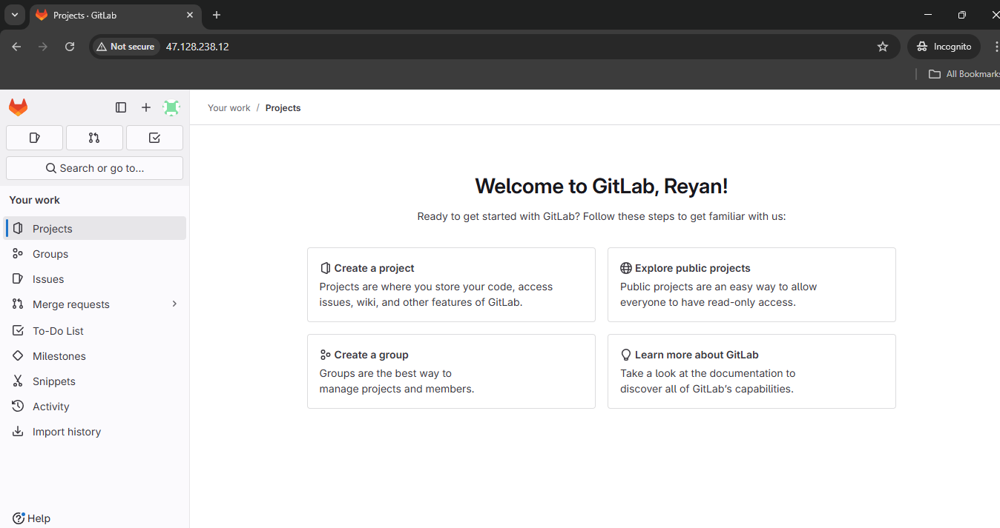 Projects · GitLab
Not secure
47.128.238.12
Incognito
All Bookmarks
Your work / Projects
Search or go to...
Your work
Projects
Groups
Issues
Merge requests
To-Do List
Milestones
Snippets
Activity
Import history
Help
Welcome to GitLab, Reyan!
Ready to get started with GitLab? Follow these steps to get familiar with us:
Create a project
Projects are where you store your code, access
issues, wiki, and other features of GitLab.
Explore public projects
Public projects are an easy way to allow
everyone to have read-only access.
Create a group
Groups are the best way to
manage projects and members.
Learn more about GitLab
Take a look at the documentation to
discover all of GitLab's capabilities.